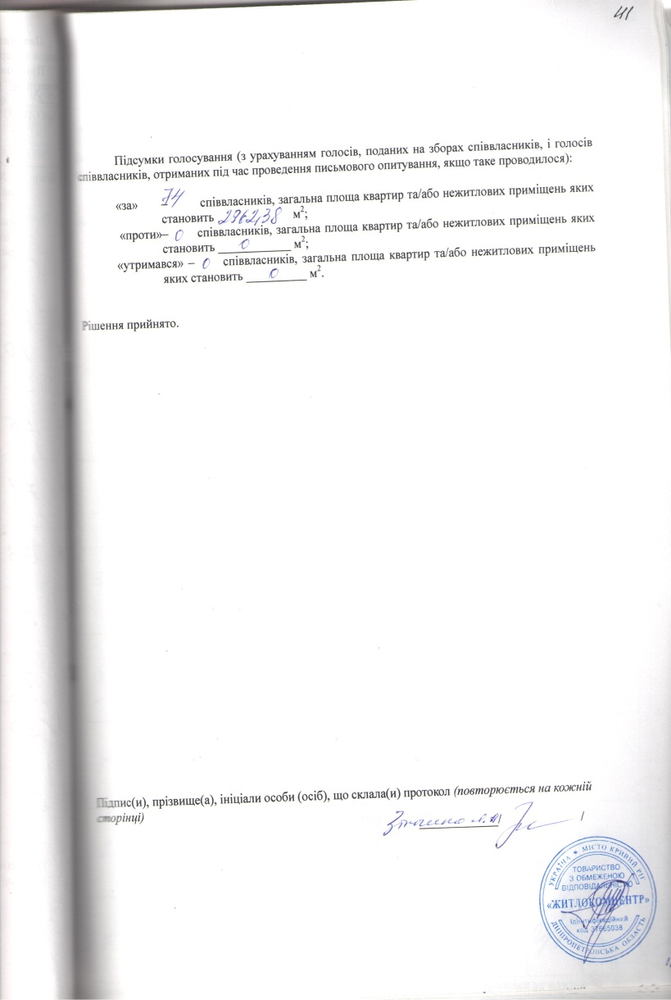 41
Підсумки голосування (з урахуванням голосів, поданих на зборах співвласників, і голосів
співвласників, отриманих під час проведення письмового опитування, якщо таке проводилося):
«за» 74 співвласників, загальна площа квартир та/або нежитлових приміщень яких
становить 2962,38 м²;
«проти»– 0 співвласників, загальна площа квартир та/або нежитлових приміщень яких
становить 0 м²;
«утримався» – 0 співвласників, загальна площа квартир та/або нежитлових приміщень
яких становить 0 м².
Рішення прийнято.
Підпис(и), прізвище(а), ініціали особи (осіб), що склала(и) протокол (повторюється на кожній
сторінці)
УКРАЇНА * МІСТО КРИВИЙ РІГ
ТОВАРИСТВО
З ОБМЕЖЕНОЮ
ВІДПОВІДАЛЬНІСТЮ
«ЖИТЛОКОМЦЕНТР»
Ідентифікаційний
код
ДНІПРОПЕТРОВСЬКА ОБЛАСТЬ